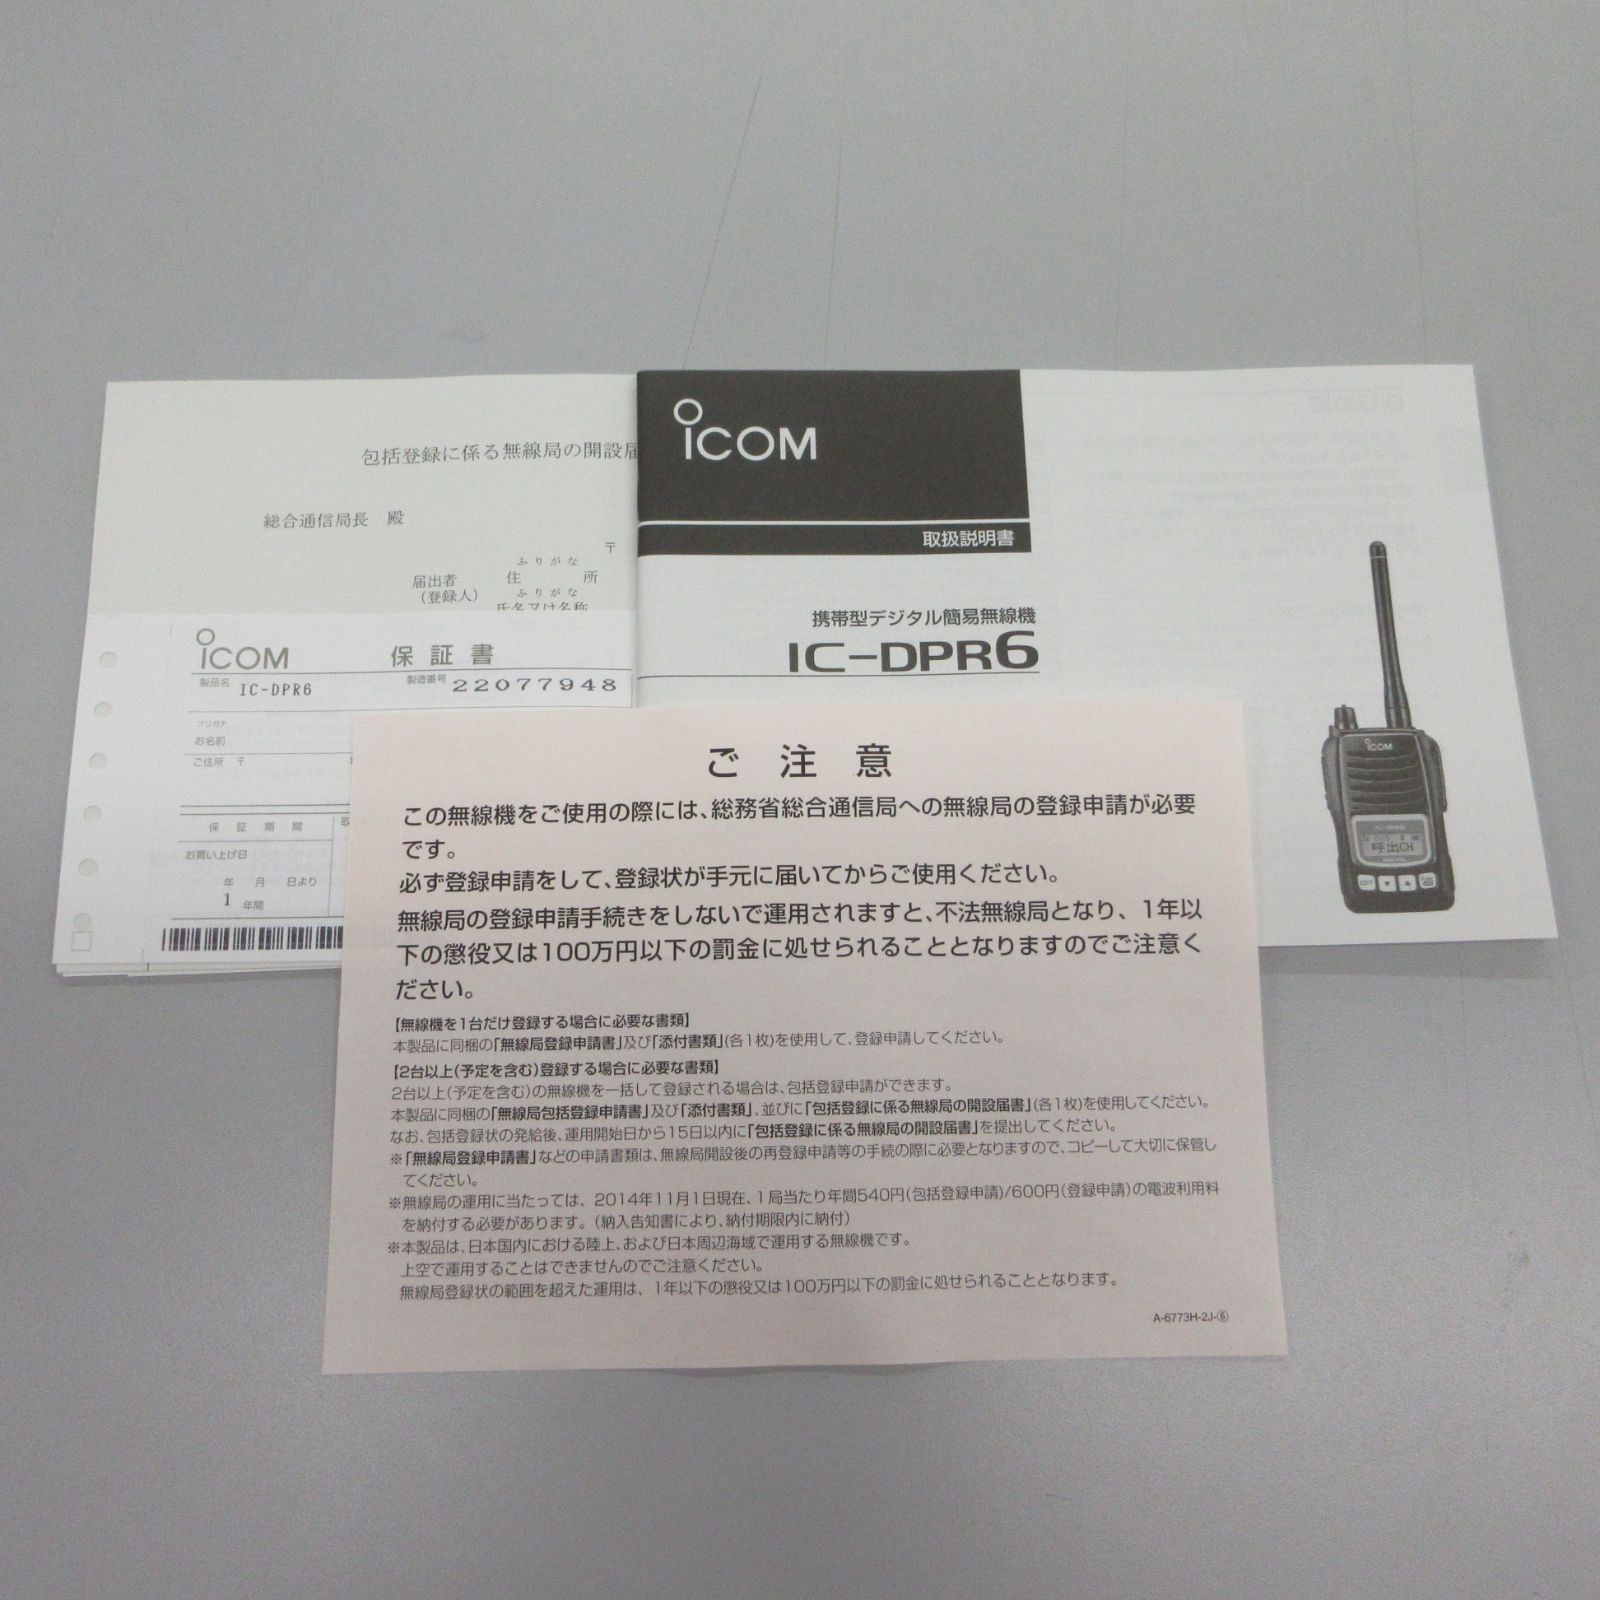 包括登録に係る無線局の開設届
総合通信局長 殿
〒
ふりがな
届出者 住 所
(登録人) ふりがな
氏名又は名称
ICOM 保証書
製品名 IC-DPR6 製造番号 22077948
フリガナ
お名前
ご住所 〒
保証期間
お買い上げ日
年 月 日より
1 年間
ICOM
取扱説明書
携帯型デジタル簡易無線機
IC-DPR6
ICOM
IC-DPR6
呼出CH
ご注意
この無線機をご使用の際には、総務省総合通信局への無線局の登録申請が必要
です。
必ず登録申請をして、登録状が手元に届いてからご使用ください。
無線局の登録申請手続きをしないで運用されますと、不法無線局となり、1年以
下の懲役又は100万円以下の罰金に処せられることとなりますのでご注意く
ださい。
【無線機を1台だけ登録する場合に必要な書類】
本製品に同梱の「無線局登録申請書」及び「添付書類」(各1枚)を使用して、登録申請してください。
【2台以上(予定を含む)登録する場合に必要な書類】
2台以上(予定を含む)の無線機を一括して登録される場合は、包括登録申請ができます。
本製品に同梱の「無線局包括登録申請書」及び「添付書類」、並びに「包括登録に係る無線局の開設届書」(各1枚)を使用してください。
なお、包括登録状の発給後、運用開始日から15日以内に「包括登録に係る無線局の開設届書」を提出してください。
※「無線局登録申請書」などの申請書類は、無線局開設後の再登録申請等の手続の際に必要となりますので、コピーして大切に保管し
てください。
※無線局の運用に当たっては、2014年11月1日現在、1局当たり年間540円(包括登録申請)/600円(登録申請)の電波利用料
を納付する必要があります。(納入告知書により、納付期限内に納付)
※本製品は、日本国内における陸上、および日本周辺海域で運用する無線機です。
上空で運用することはできませんのでご注意ください。
無線局登録状の範囲を超えた運用は、1年以下の懲役又は100万円以下の罰金に処せられることとなります。
A-6773H-2J-⑥